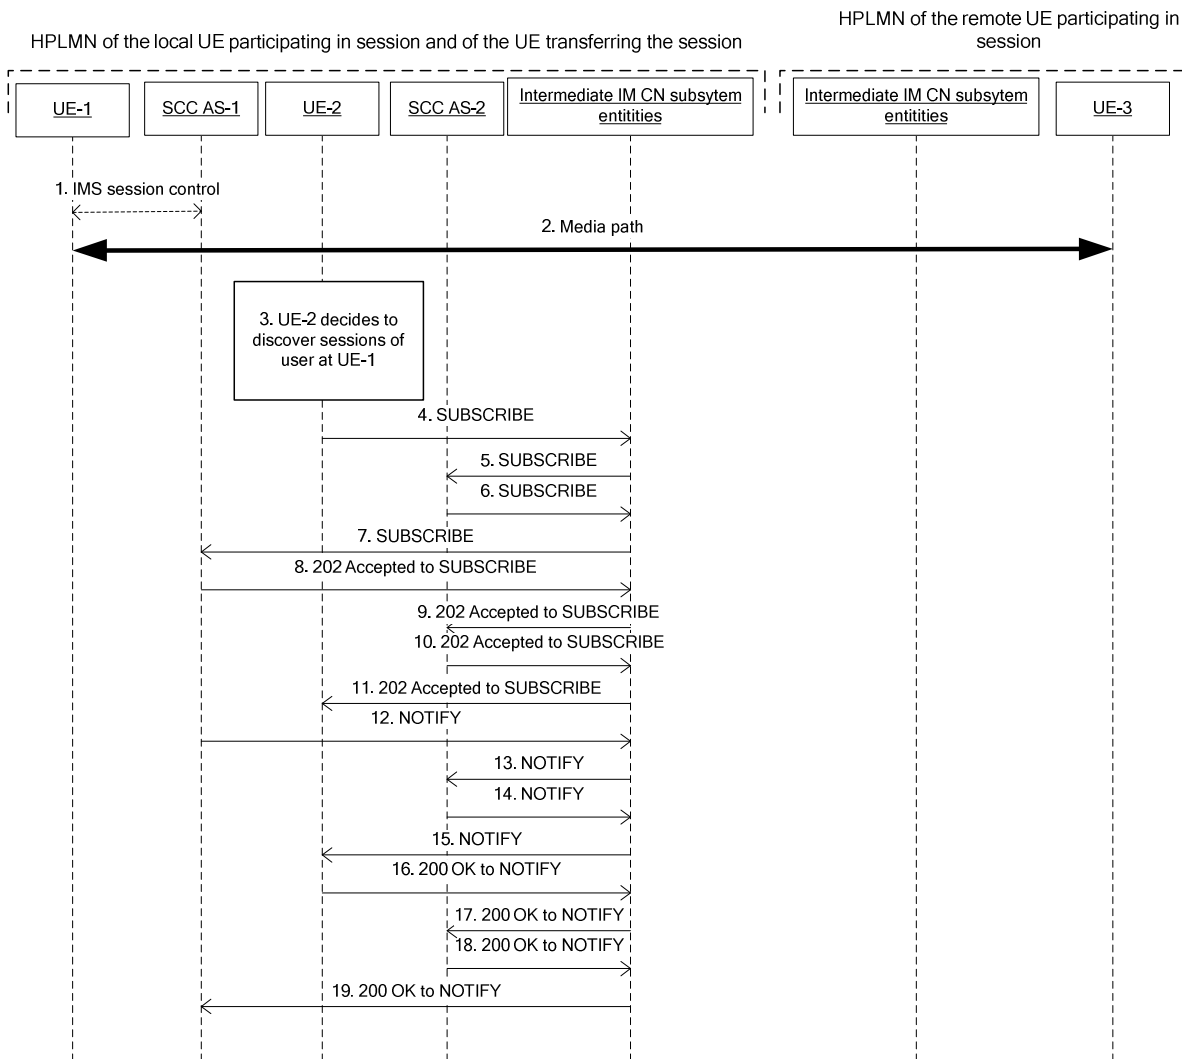 HPLMN of the local UE participating in session and of the UE transferring the session
HPLMN of the remote UE participating in
session
UE-1
SCC AS-1
UE-2
SCC AS-2
Intermediate IM CN subsytem
entitities
Intermediate IM CN subsytem
entitities
UE-3
1. IMS session control
2. Media path
3. UE-2 decides to
discover sessions of
user at UE-1
4. SUBSCRIBE
5. SUBSCRIBE
6. SUBSCRIBE
7. SUBSCRIBE
8. 202 Accepted to SUBSCRIBE
9. 202 Accepted to SUBSCRIBE
10. 202 Accepted to SUBSCRIBE
11. 202 Accepted to SUBSCRIBE
12. NOTIFY
13. NOTIFY
14. NOTIFY
15. NOTIFY
16. 200 OK to NOTIFY
17. 200 OK to NOTIFY
18. 200 OK to NOTIFY
19. 200 OK to NOTIFY